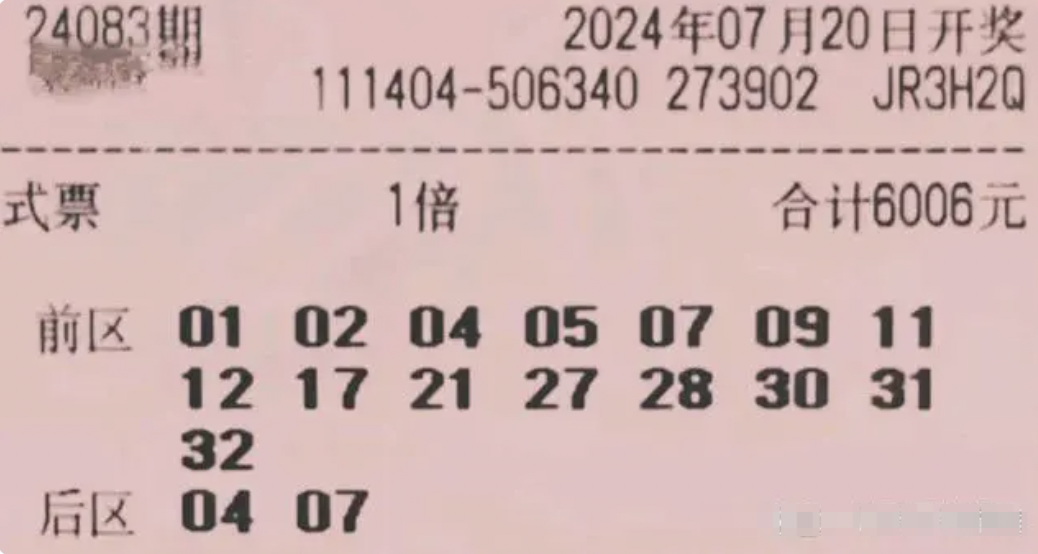 24083期
2024年07月20日开奖
111404-506340 273902 JR3H2Q
式票 1倍 合计6006元
前区 01 02 04 05 07 09 11
12 17 21 27 28 30 31
32
后区 04 07